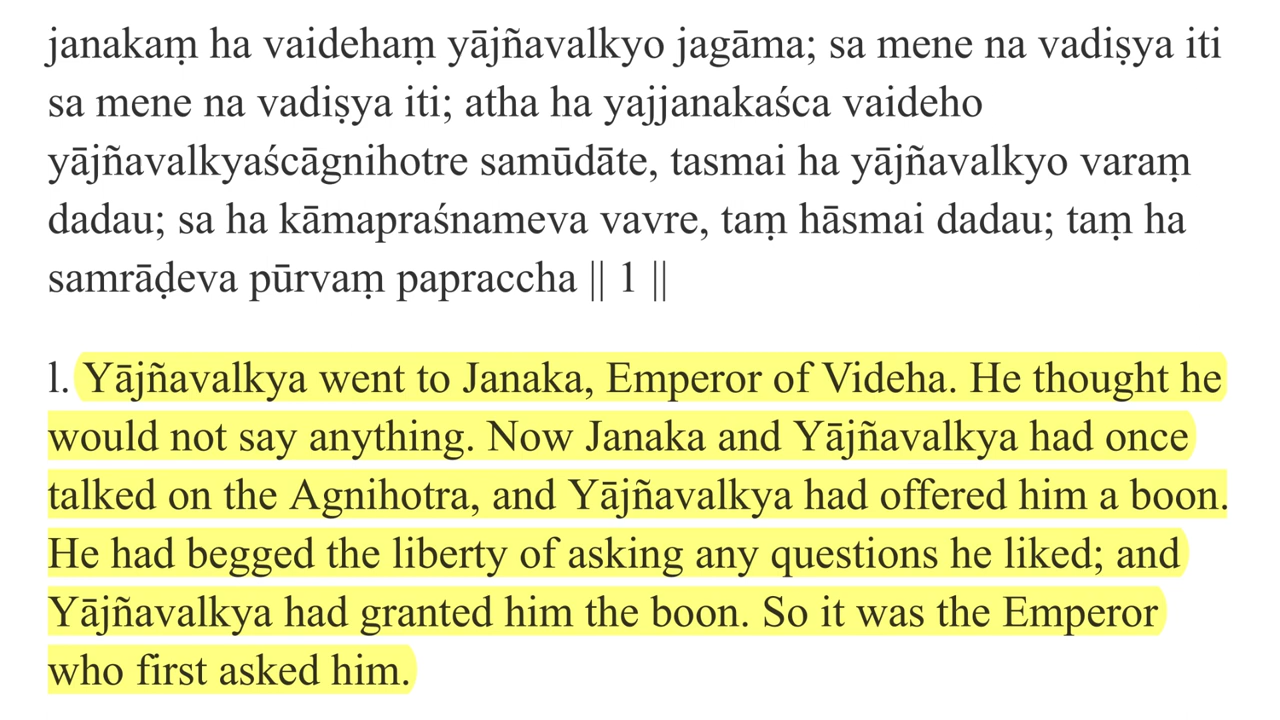 janakaṃ ha vaidehaṃ yājñavalkyo jagāma; sa mene na vadiṣya iti
sa mene na vadiṣya iti; atha ha yajjanakaśca vaideho
yājñavalkyaścāgnihotre samūdāte, tasmai ha yājñavalkyo varaṃ
dadau; sa ha kāmapraśnameva vavre, taṃ hāsmai dadau; taṃ ha
samrāḍeva pūrvaṃ papraccha || 1 ||
l. Yājñavalkya went to Janaka, Emperor of Videha. He thought he
would not say anything. Now Janaka and Yājñavalkya had once
talked on the Agnihotra, and Yājñavalkya had offered him a boon.
He had begged the liberty of asking any questions he liked; and
Yājñavalkya had granted him the boon. So it was the Emperor
who first asked him.